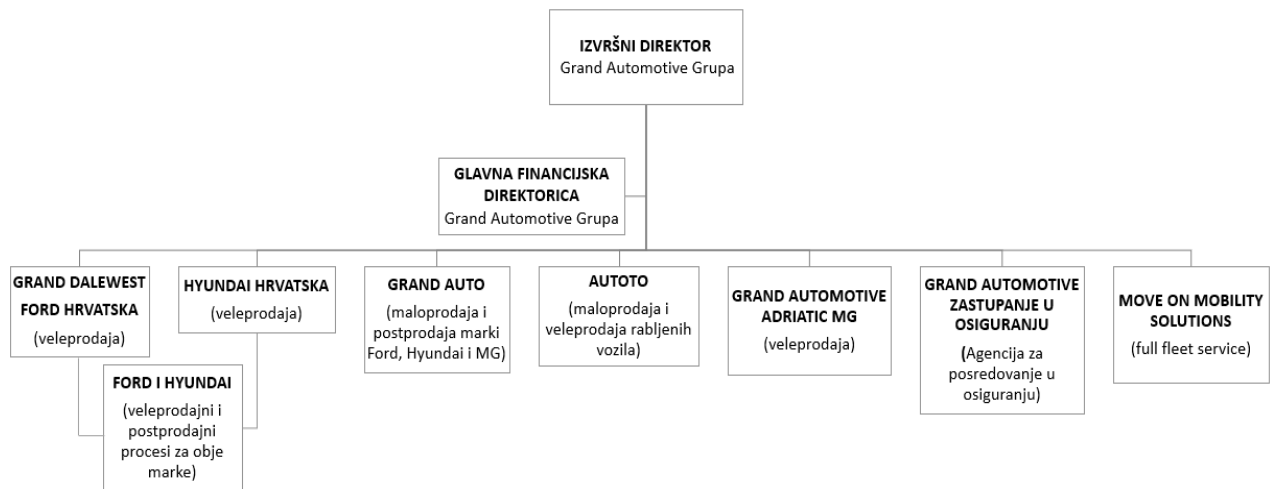 IZVRŠNI DIREKTOR
Grand Automotive Grupa
GLAVNA FINANCIJSKA
DIREKTORICA
Grand Automotive Grupa
GRAND DALEWEST
FORD HRVATSKA
(veleprodaja)
HYUNDAI HRVATSKA
(veleprodaja)
FORD I HYUNDAI
(veleprodajni i
postprodajni
procesi za obje
marke)
GRAND AUTO
(maloprodaja i
postprodaja marki
Ford, Hyundai i MG)
AUTOTO
(maloprodaja i
veleprodaja rabljenih
vozila)
GRAND AUTOMOTIVE
ADRIATIC MG
(veleprodaja)
GRAND AUTOMOTIVE
ZASTUPANJE U
OSIGURANJU
(Agencija za
posredovanje u
osiguranju)
MOVE ON MOBILITY
SOLUTIONS
(full fleet service)